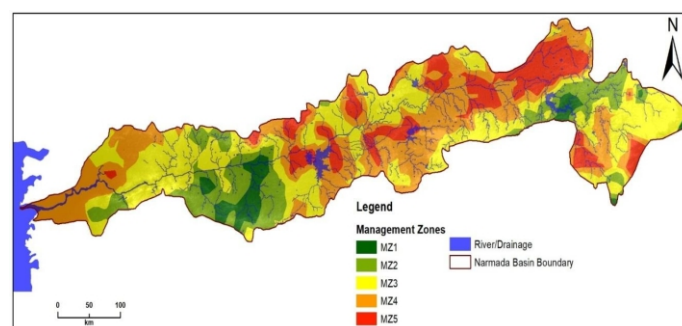 N
Legend
Management Zones
MZ1
MZ2
MZ3
MZ4
MZ5
River/Drainage
Narmada Basin Boundary
0 50 100
km